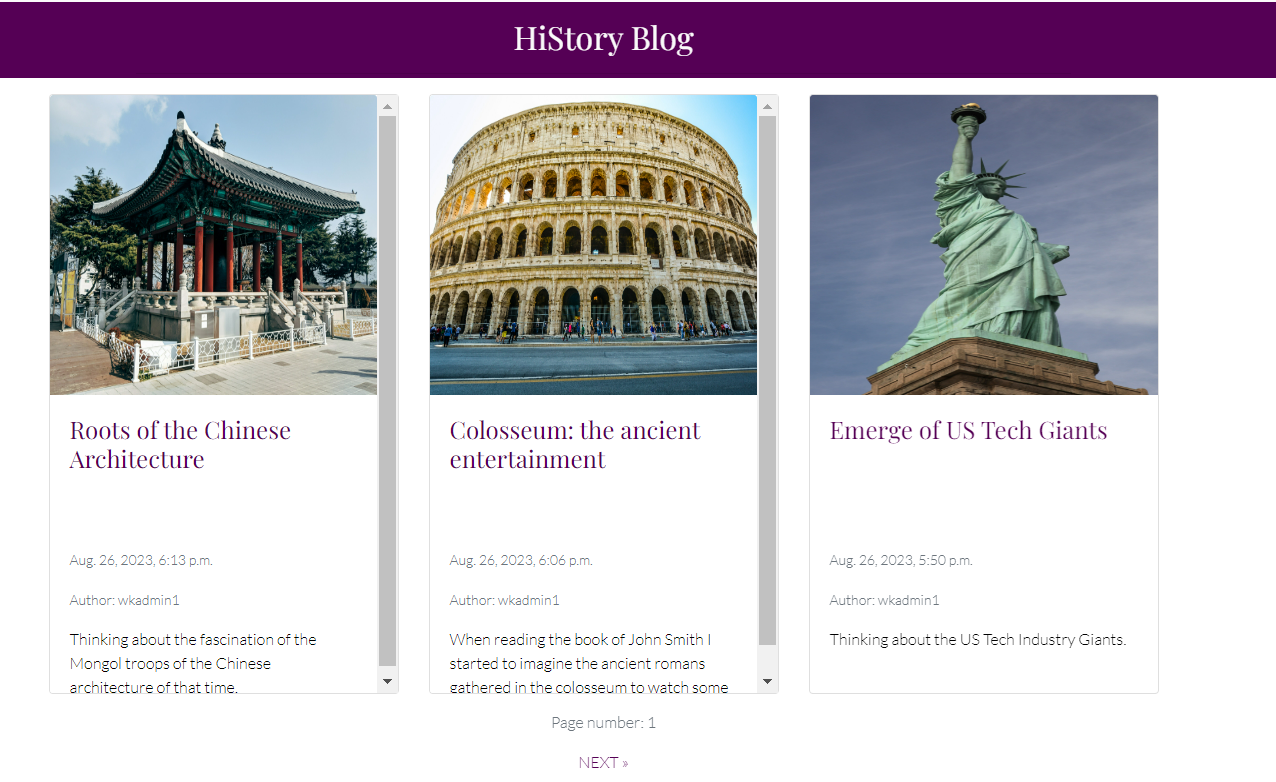 HiStory Blog
Roots of the Chinese
Architecture
Aug. 26, 2023, 6:13 p.m.
Author: wkadmin1
Thinking about the fascination of the
Mongol troops of the Chinese
architecture of that time.
Colosseum: the ancient
entertainment
Aug. 26, 2023, 6:06 p.m.
Author: wkadmin1
When reading the book of John Smith I
started to imagine the ancient romans
gathered in the colosseum to watch some
Emerge of US Tech Giants
Aug. 26, 2023, 5:50 p.m.
Author: wkadmin1
Thinking about the US Tech Industry Giants.
Page number: 1
NEXT »